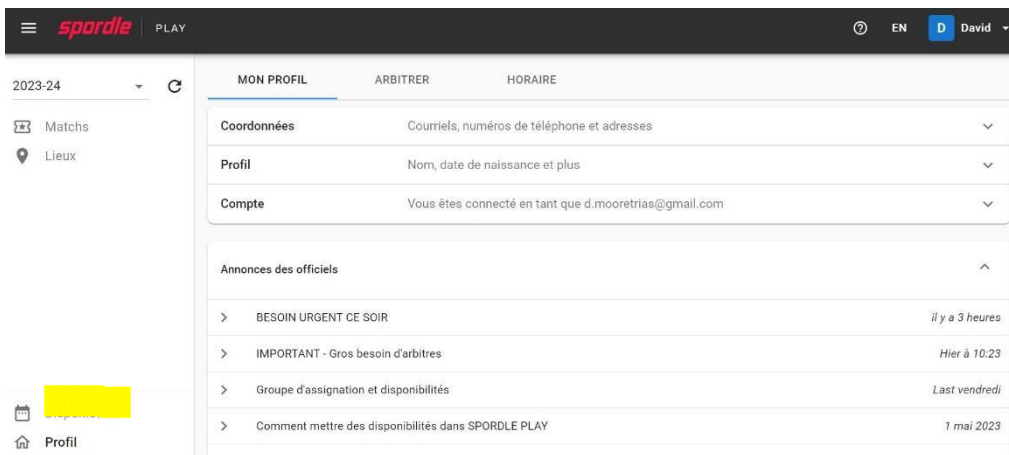 spordle PLAY EN D David
2023-24
MON PROFIL ARBITRER HORAIRE
Matchs
Lieux
Coordonnées Courriels, numéros de téléphone et adresses
Profil Nom, date de naissance et plus
Compte Vous êtes connecté en tant que d.mooretrias@gmail.com
Annonces des officiels
BESOIN URGENT CE SOIR il y a 3 heures
IMPORTANT - Gros besoin d'arbitres Hier à 10:23
Groupe d'assignation et disponibilités Last vendredi
Comment mettre des disponibilités dans SPORDLE PLAY 1 mai 2023
Profil